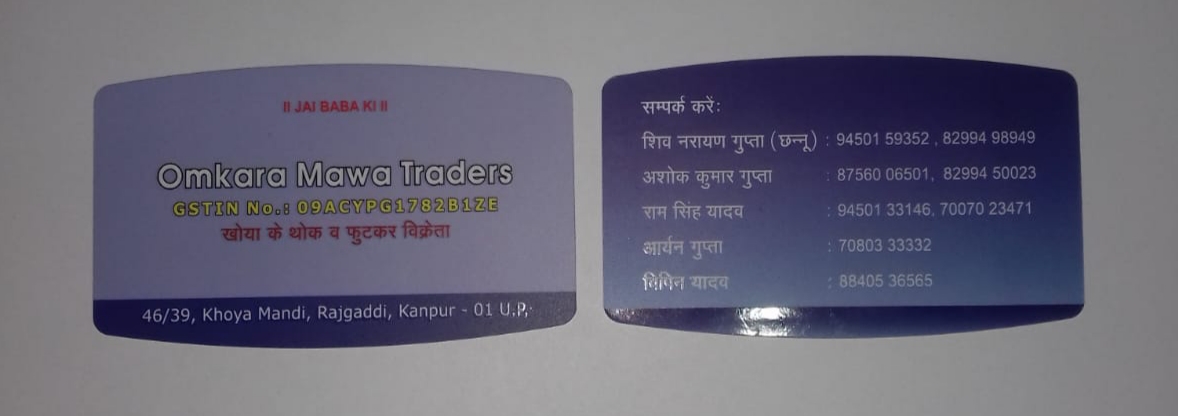 ॥ JAI BABA KI ॥
Omkara Mawa Traders
GSTIN No.: 09ACYPG1782B1ZE
खोया के थोक व फुटकर विक्रेता
46/39, Khoya Mandi, Rajgaddi, Kanpur - 01 U.P.
सम्पर्क करें:
शिव नरायण गुप्ता (छन्नू) : 94501 59352 , 82994 98949
अशोक कुमार गुप्ता : 87560 06501, 82994 50023
राम सिंह यादव : 94501 33146, 70070 23471
आर्यन गुप्ता : 70803 33332
विपिन यादव : 88405 36565